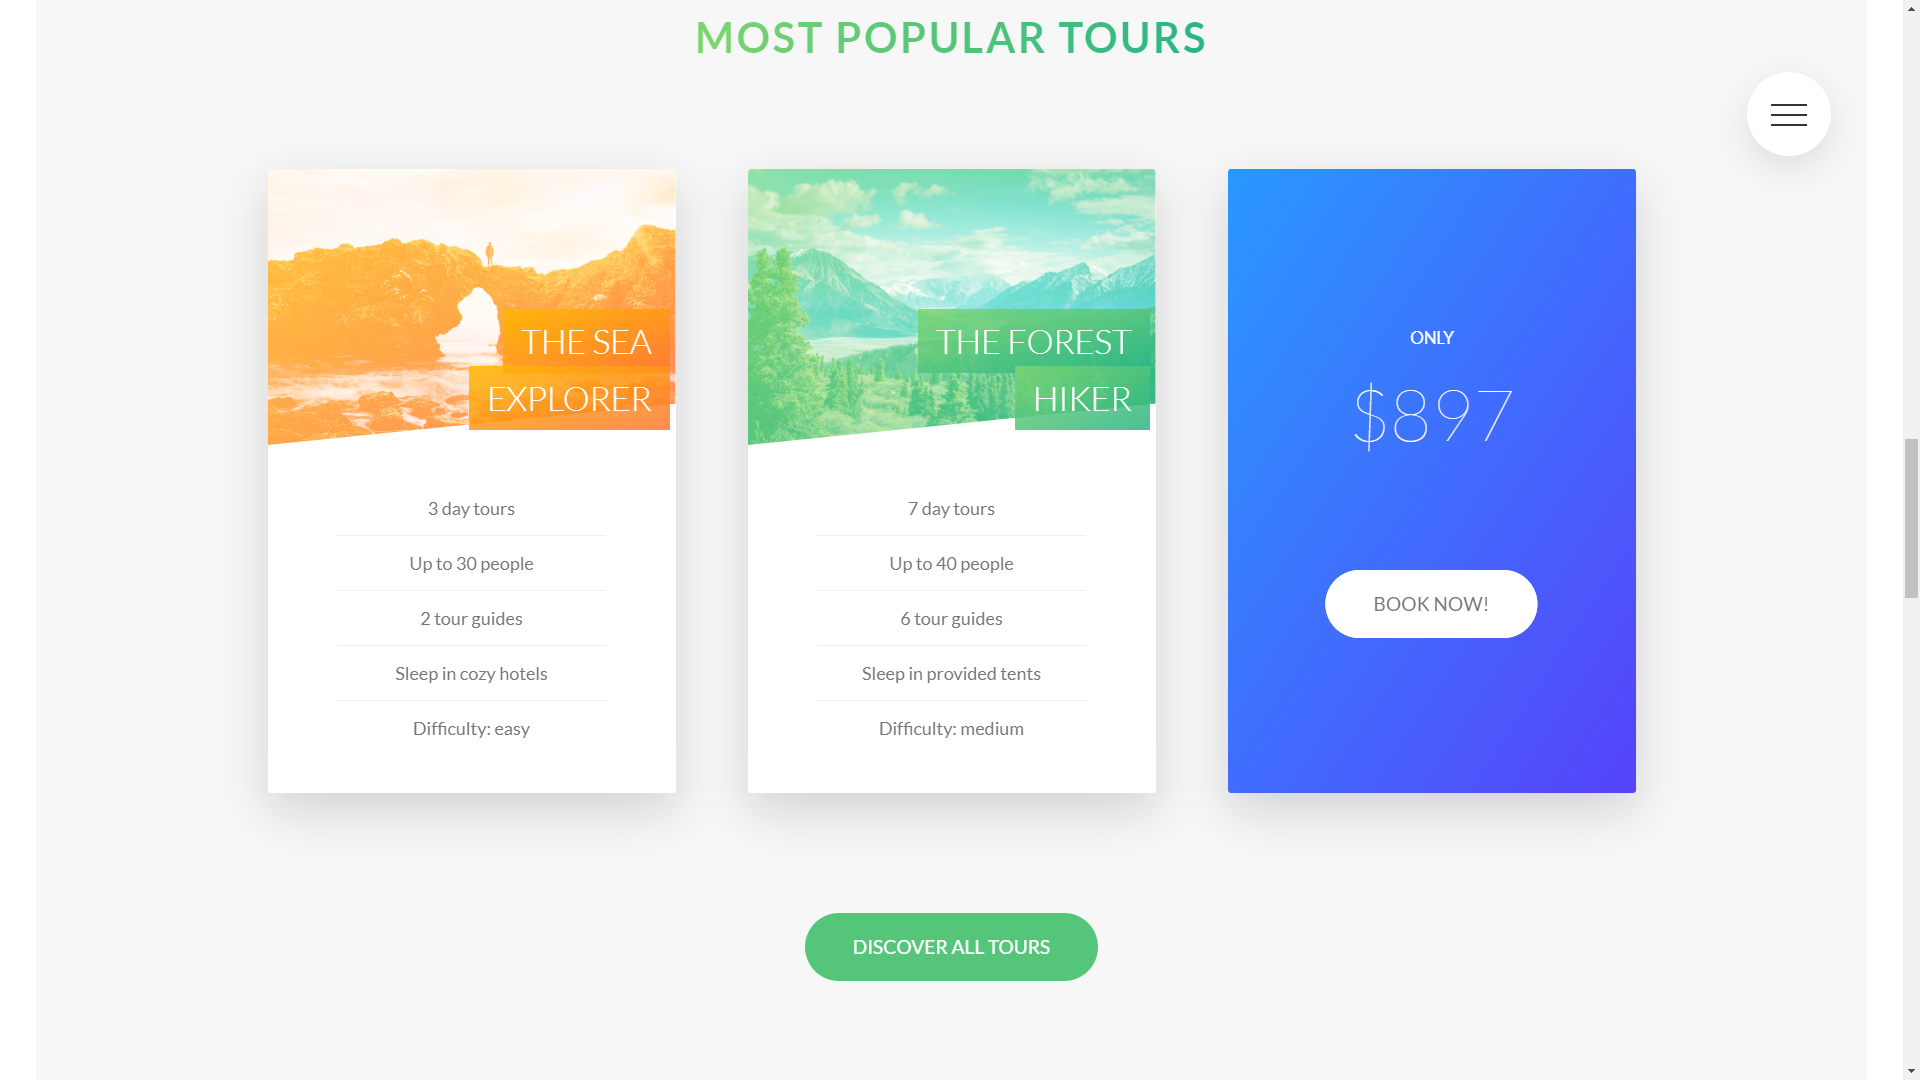 MOST POPULAR TOURS
THE SEA
EXPLORER
3 day tours
Up to 30 people
2 tour guides
Sleep in cozy hotels
Difficulty: easy
THE FOREST
HIKER
7 day tours
Up to 40 people
6 tour guides
Sleep in provided tents
Difficulty: medium
ONLY
$897
BOOK NOW!
DISCOVER ALL TOURS